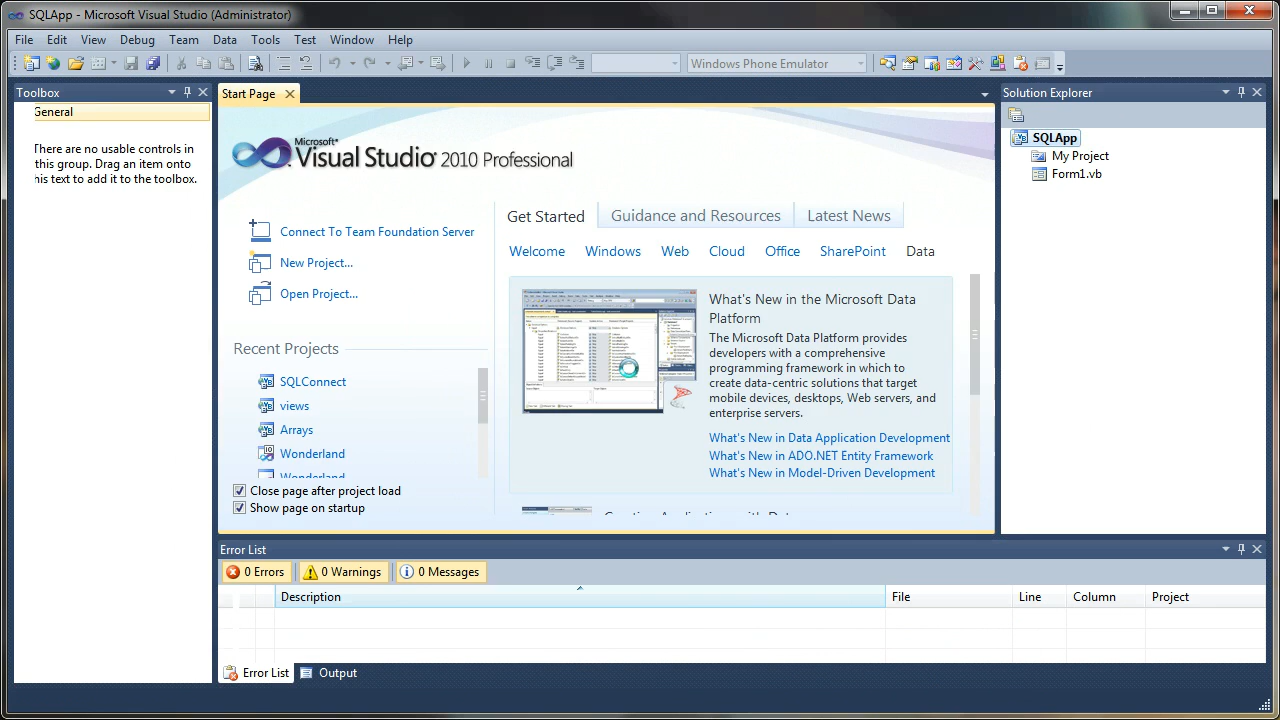 SQLApp - Microsoft Visual Studio (Administrator)
File Edit View Debug Team Data Tools Test Window Help
Windows Phone Emulator
Toolbox
General
There are no usable controls in
this group. Drag an item onto
his text to add it to the toolbox.
Start Page
Microsoft®
Visual Studio® 2010 Professional
Connect To Team Foundation Server
New Project...
Open Project...
Recent Projects
SQLConnect
views
Arrays
Wonderland
Wonderland
Close page after project load
Show page on startup
Get Started Guidance and Resources Latest News
Welcome Windows Web Cloud Office SharePoint Data
What's New in the Microsoft Data
Platform
The Microsoft Data Platform provides
developers with a comprehensive
programming framework in which to
create data-centric solutions that target
mobile devices, desktops, Web servers, and
enterprise servers.
What's New in Data Application Development
What's New in ADO.NET Entity Framework
What's New in Model-Driven Development
Creating Applications with Data
Solution Explorer
SQLApp
My Project
Form1.vb
Error List
0 Errors 0 Warnings 0 Messages
Description File Line Column Project
Error List Output